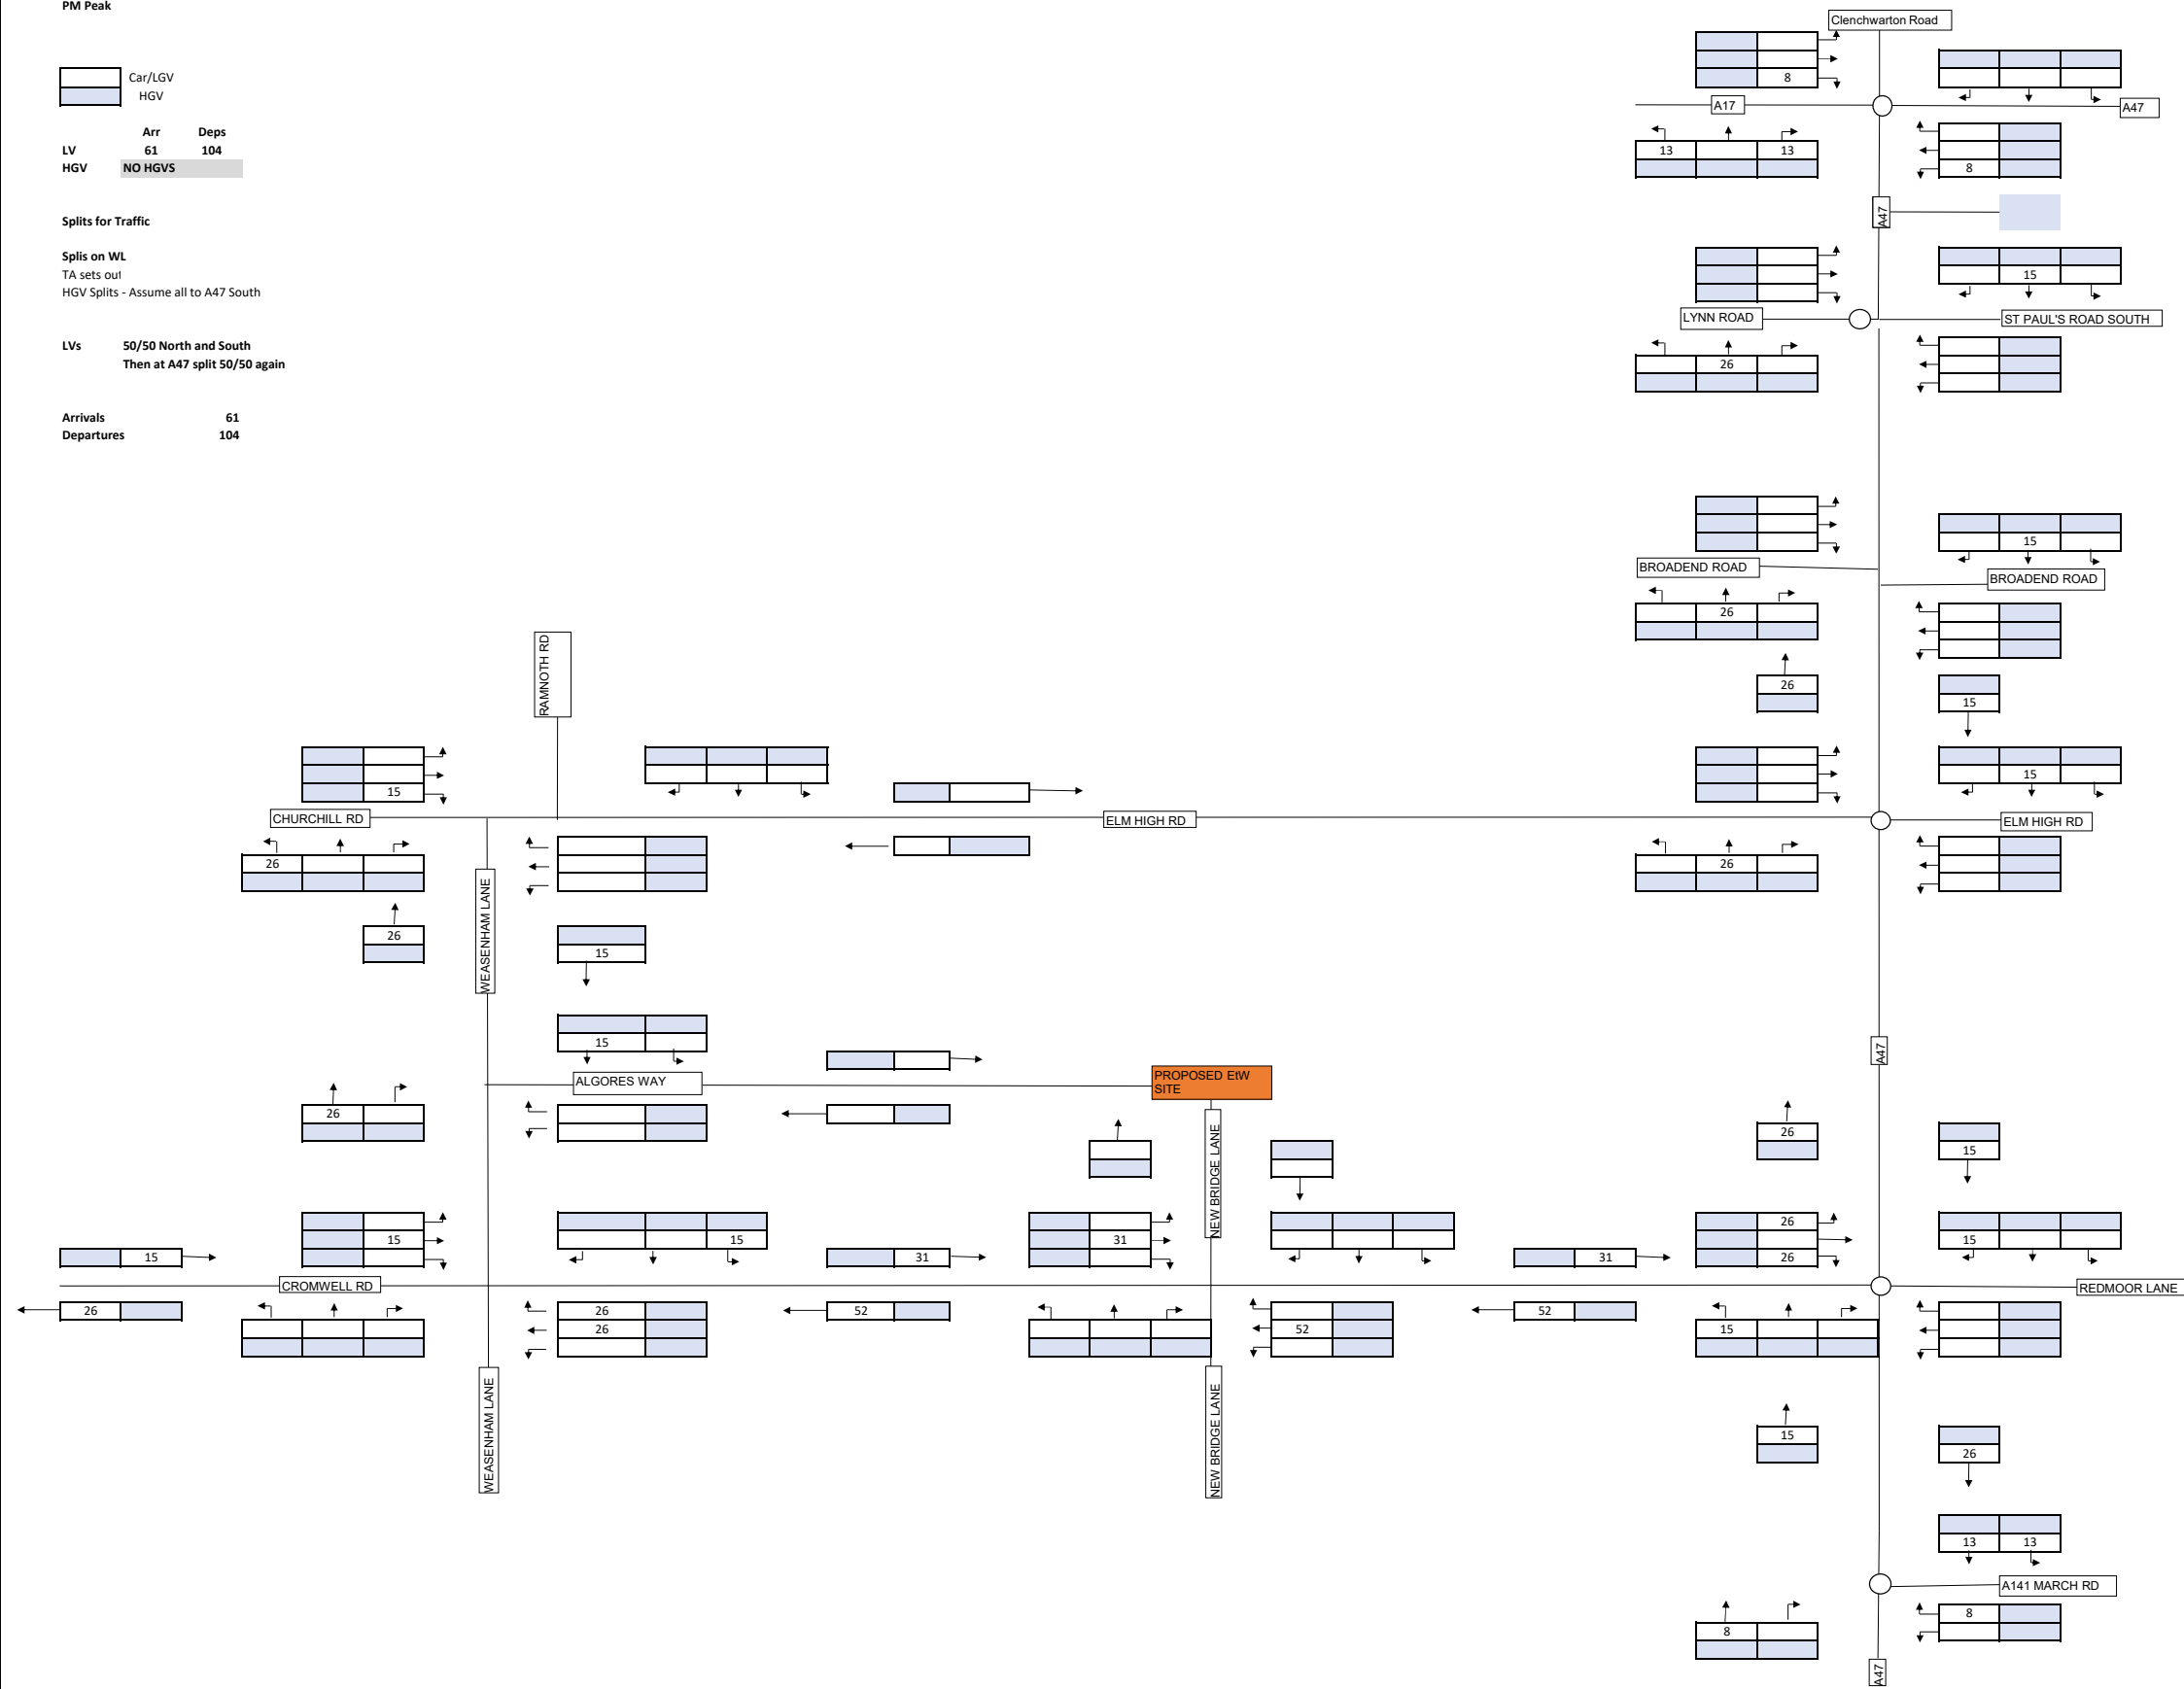 PM Peak
Clenchwarton Road
Car/LGV
HGV
8
A17
A47
Arr Deps
LV 61 104
HGV NO HGVS
13 13
8
A47
Splits for Traffic
Splis on WL
TA sets out
HGV Splits - Assume all to A47 South
15
LYNN ROAD
ST PAUL'S ROAD SOUTH
LVs 50/50 North and South
Then at A47 split 50/50 again
26
Arrivals 61
Departures 104
15
BROADEND ROAD
BROADEND ROAD
26
RAMNOTH RD
26
15
15
15
CHURCHILL RD
ELM HIGH RD
ELM HIGH RD
26
26
WEASENHAM LANE
26
15
15
A47
ALGORES WAY
PROPOSED EtW
SITE
26
NEW BRIDGE LANE
26
15
15
15
15
31
31
31
26
26
15
CROMWELL RD
REDMOOR LANE
26
26
26
52
52
52
15
WEASENHAM LANE
NEW BRIDGE LANE
15
26
13 13
A141 MARCH RD
8
8
A47